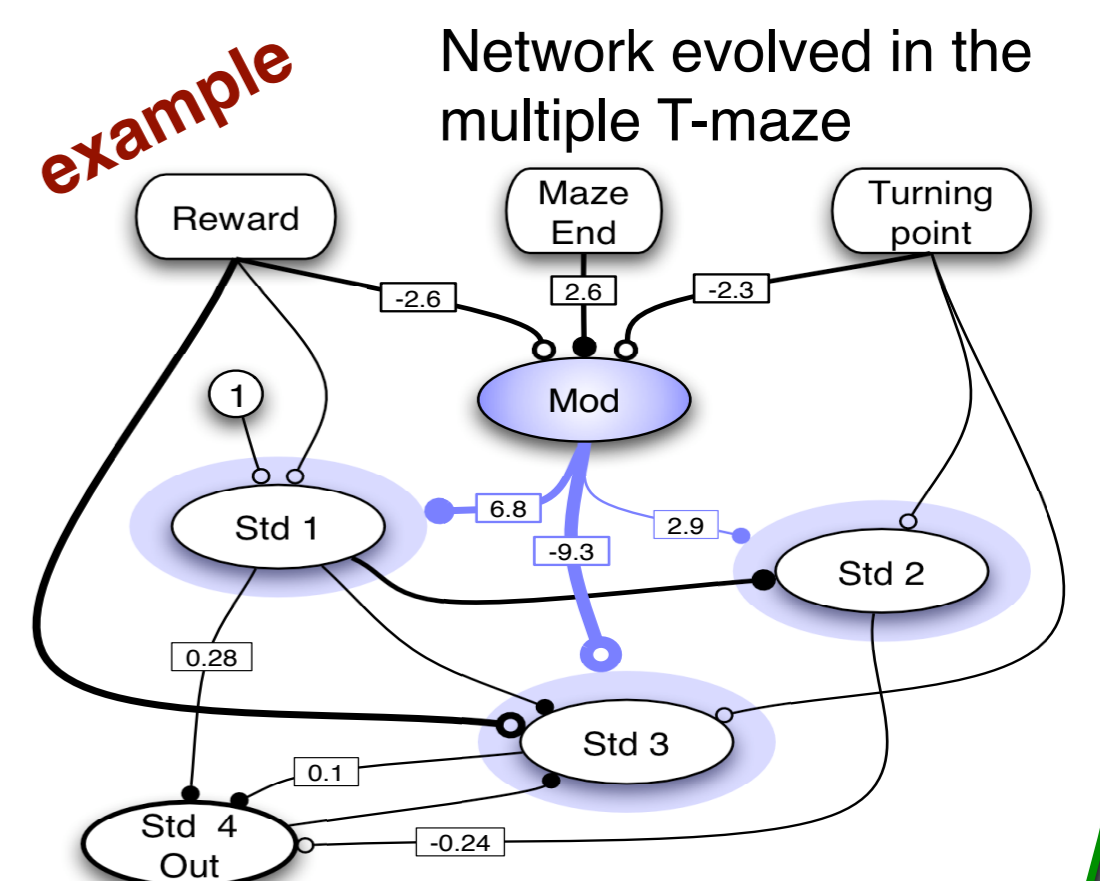 example
Network evolved in the
multiple T-maze
Reward
Maze
End
Turning
point
-2.6
2.6
-2.3
1
Mod
6.8
2.9
-9.3
Std 1
Std 2
0.28
Std 3
0.1
Std 4
Out
-0.24